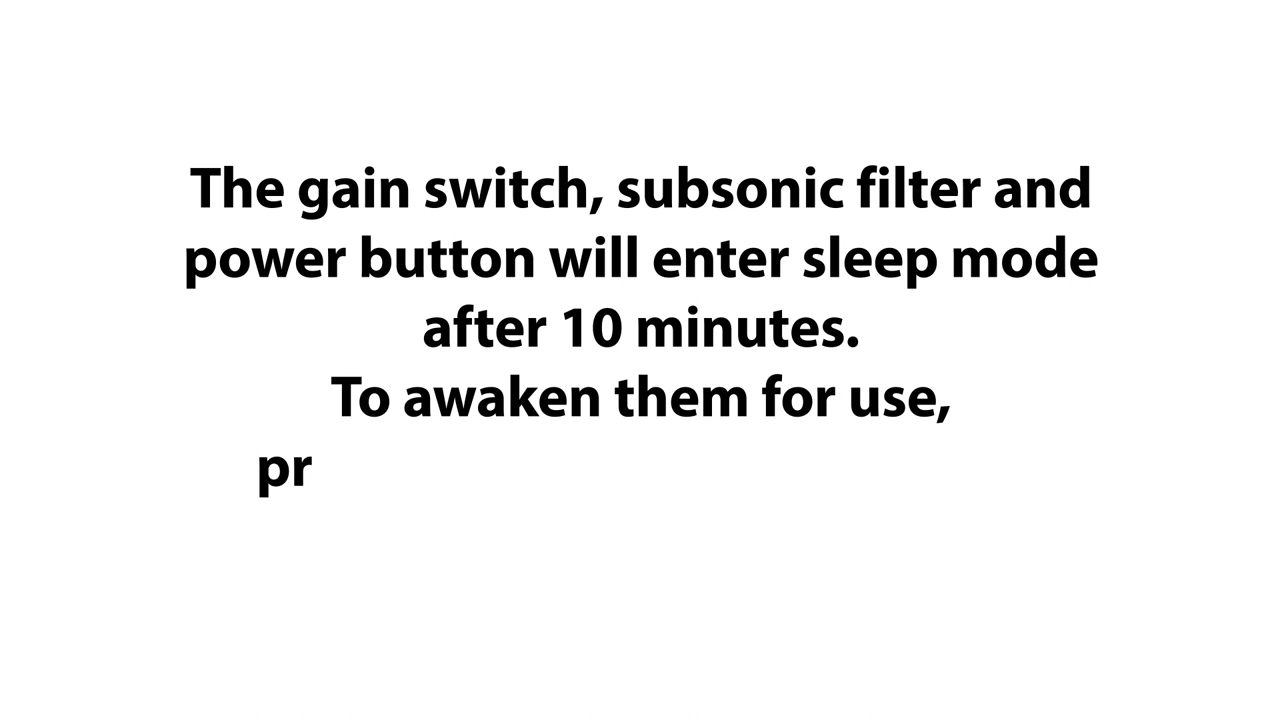 The gain switch, subsonic filter and
power button will enter sleep mode
after 10 minutes.
To awaken them for use,
pr